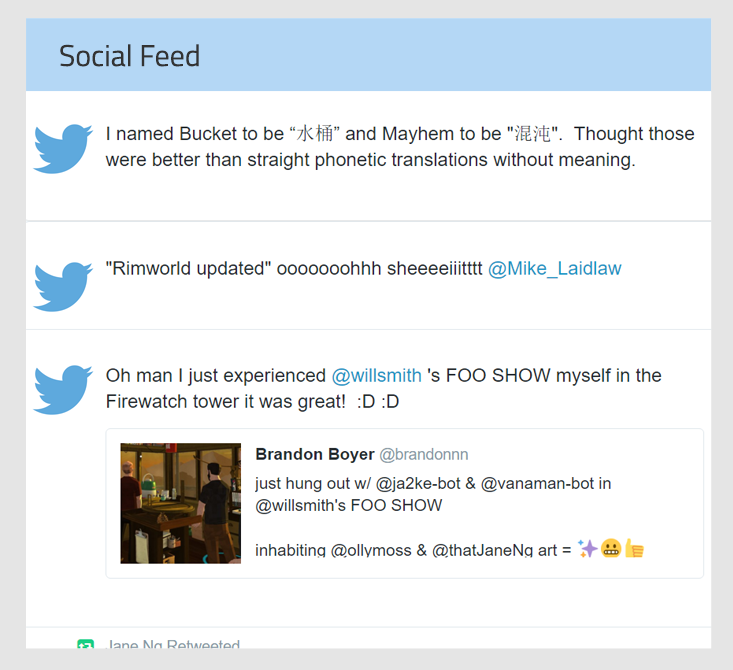 Social Feed
I named Bucket to be “水桶” and Mayhem to be "混沌".  Thought those
were better than straight phonetic translations without meaning.
"Rimworld updated" ooooooohhh sheeeeiiitttt @Mike_Laidlaw
Oh man I just experienced @willsmith 's FOO SHOW myself in the
Firewatch tower it was great!  :D :D
Brandon Boyer @brandonnn
just hung out w/ @ja2ke-bot & @vanaman-bot in
@willsmith's FOO SHOW
inhabiting @ollymoss & @thatJaneNg art = ✨😬👍
Jane Ng Retweeted